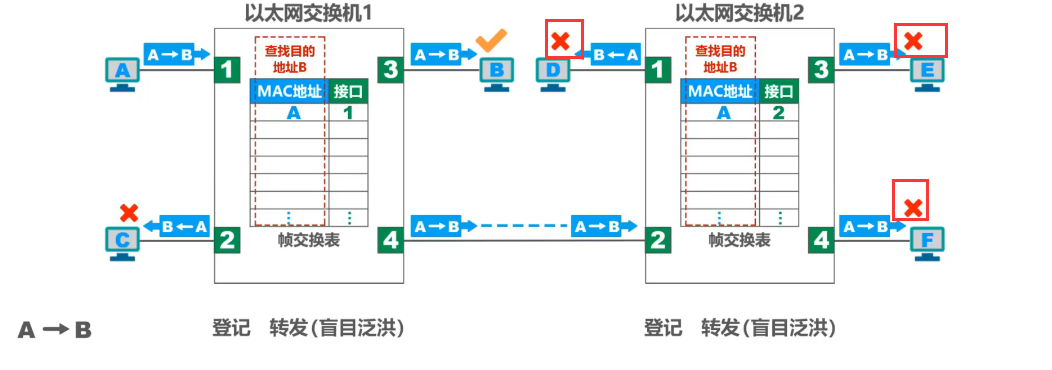 以太网交换机1
以太网交换机2
A→B
A
1
查找目的
地址B
MAC地址 接口
A 1
⋮ ⋮
帧交换表
3
A→B
B
B←A
C
2
4
A→B
A→B
D
B←A
1
查找目的
地址B
MAC地址 接口
A 2
⋮ ⋮
帧交换表
3
A→B
E
2
4
A→B
F
A→B
登记 转发(盲目泛洪)
登记 转发(盲目泛洪)